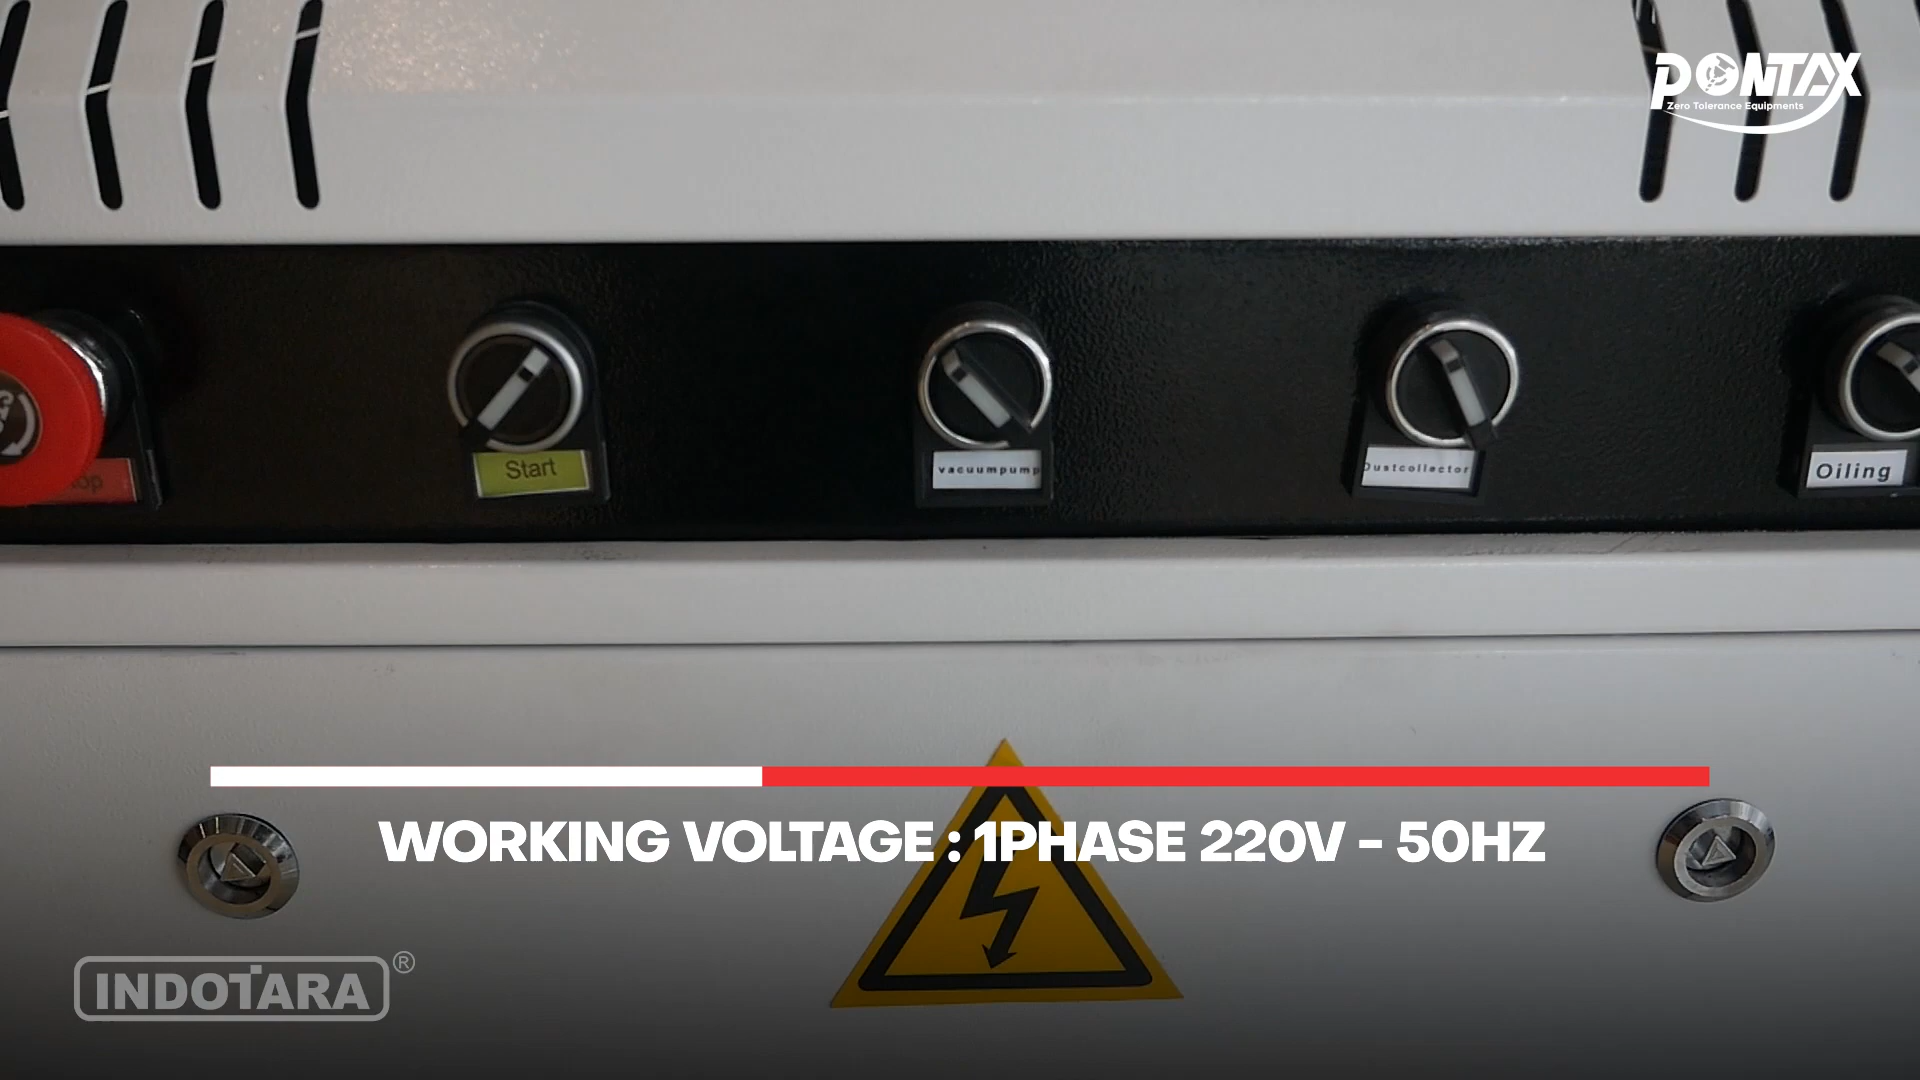 PONTAX
Zero Tolerance Equipments
Start
vacuumpump
Dustcollector
Oiling
WORKING VOLTAGE : 1PHASE 220V - 50HZ
INDOTARA®